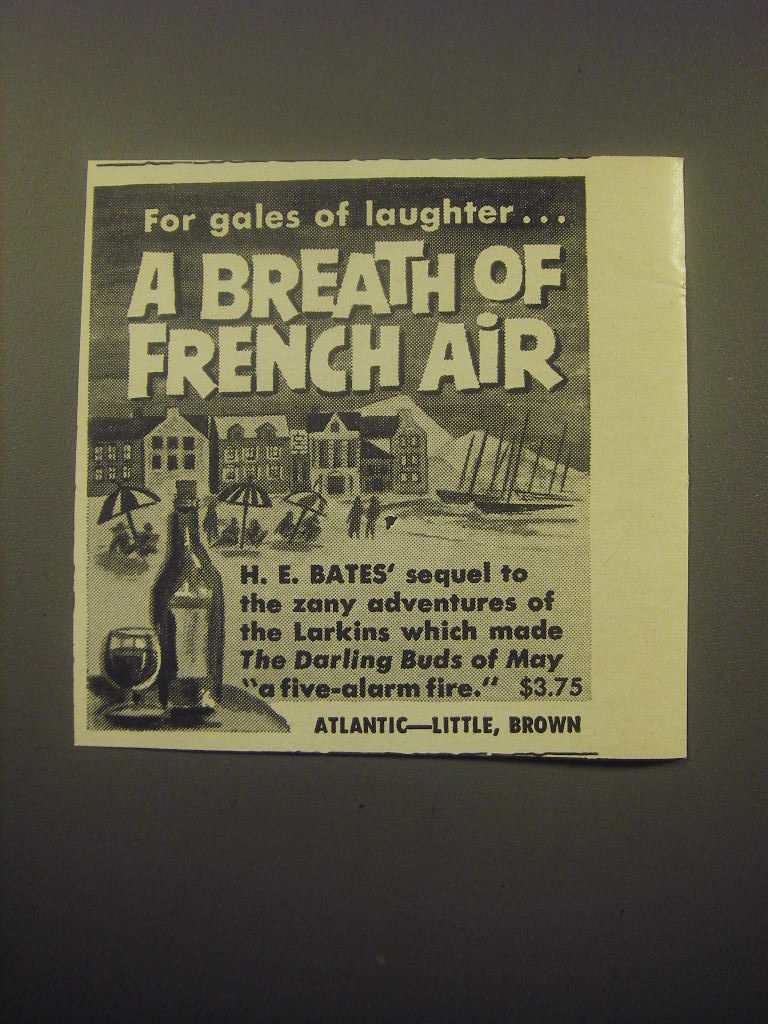 For gales of laughter...
A BREATH OF
FRENCH AiR
H. E. BATES' sequel to
the zany adventures of
the Larkins which made
The Darling Buds of May
"a five-alarm fire." $3.75
ATLANTIC—LITTLE, BROWN